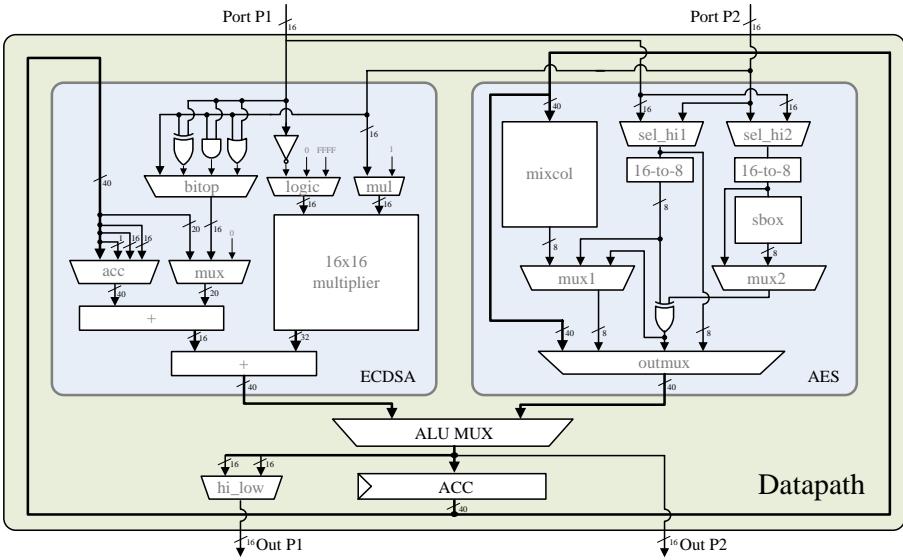 Port P1
16
Port P2
16
40
16
16
sel_hi1
sel_hi2
16
0
FFFF
1
mixcol
16-to-8
16-to-8
bitop
logic
mul
40
16
16
8
sbox
20
16
0
1
16
16
8
8
acc
mux
16x16
multiplier
mux1
mux2
40
20
+
40
8
8
16
32
outmux
+
ECDSA
AES
40
40
ALU MUX
16
16
16
hi_low
ACC
Datapath
40
16
Out P1
16
Out P2